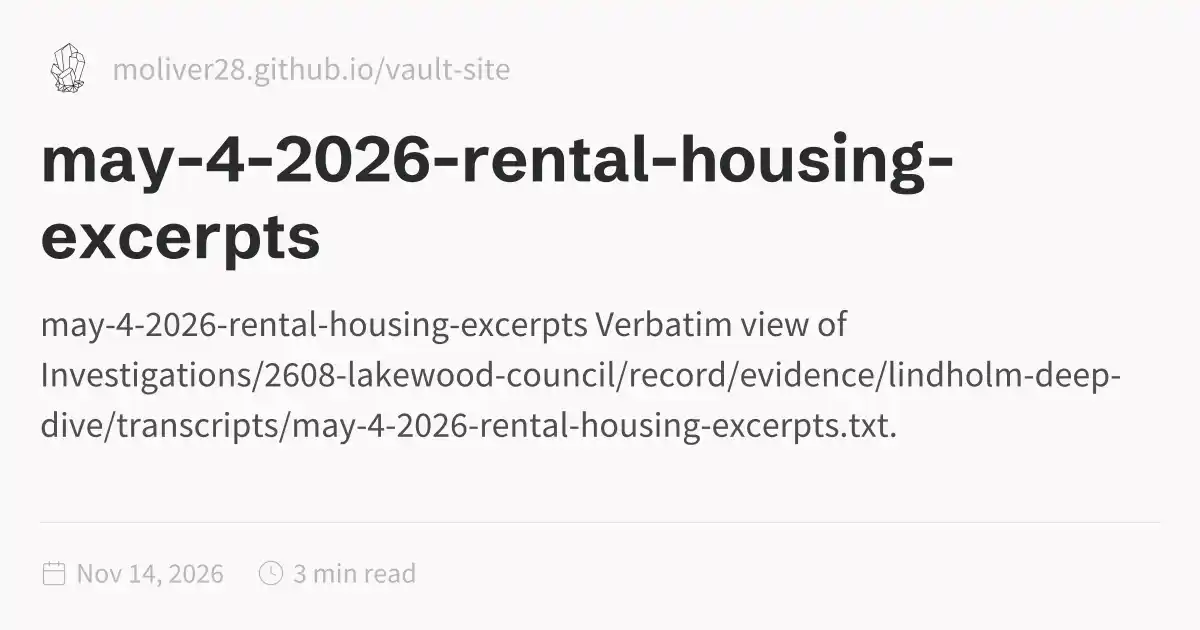 moliver28.github.io/vault-site
may-4-2026-rental-housing-
excerpts
may-4-2026-rental-housing-excerpts Verbatim view of
Investigations/2608-lakewood-council/record/evidence/lindholm-deep-
dive/transcripts/may-4-2026-rental-housing-excerpts.txt.
Nov 14, 2026 3 min read